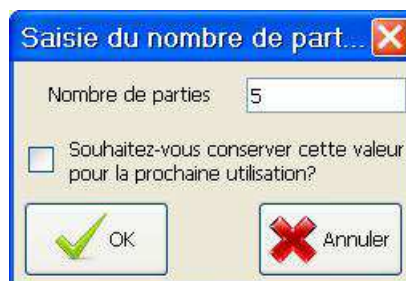 Saisie du nombre de part...
Nombre de parties 5
Souhaitez-vous conserver cette valeur
pour la prochaine utilisation?
OK Annuler